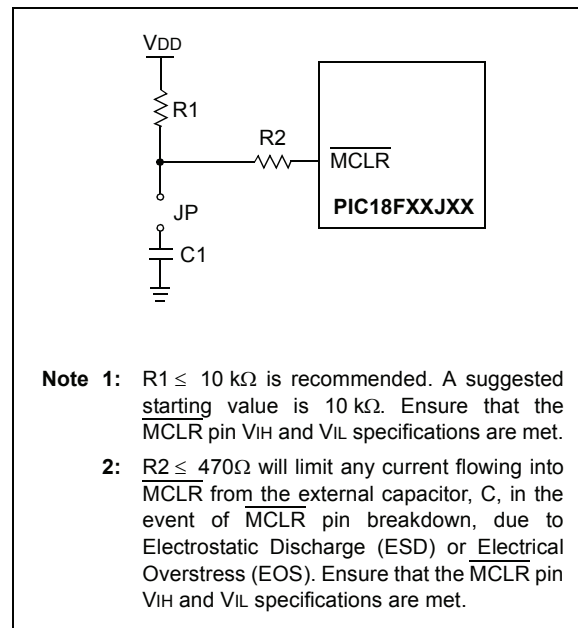 VDD
R1
R2
MCLR
PIC18FXXJXX
JP
C1
Note 1: R1 ≤ 10 kΩ is recommended. A suggested
starting value is 10 kΩ. Ensure that the
MCLR pin VIH and VIL specifications are met.
2: R2 ≤ 470Ω will limit any current flowing into
MCLR from the external capacitor, C, in the
event of MCLR pin breakdown, due to
Electrostatic Discharge (ESD) or Electrical
Overstress (EOS). Ensure that the MCLR pin
VIH and VIL specifications are met.